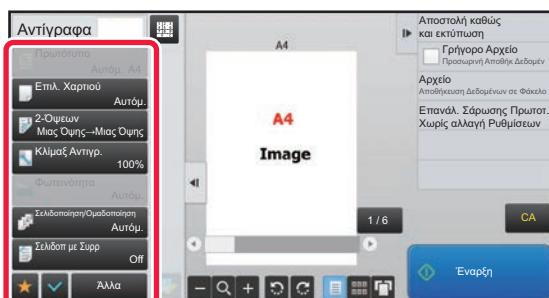 Αντίγραφα
Πρωτότυπο
Αυτόμ. A4
Επιλ. Χαρτιού
Αυτόμ.
2-Όψεων
Μιας Όψης→Μιας Όψης
Κλίμαξ Αντιγρ.
100%
Φωτεινότητα
Αυτόμ.
Σελιδοποίηση/Ομαδοποίηση
Αυτόμ.
Σελιδοπ με Συρρ
Off
Άλλα
A4
A4
Image
1 / 6
Αποστολή καθώς
και εκτύπωση
Γρήγορο Αρχείο
Προσωρινή Αποθήκ Δεδομέν
Αρχείο
Αποθήκευση Δεδομένων σε Φάκελο
Επανάλ. Σάρωσης Πρωτοτ.
Χωρίς αλλαγή Ρυθμίσεων
CA
Έναρξη